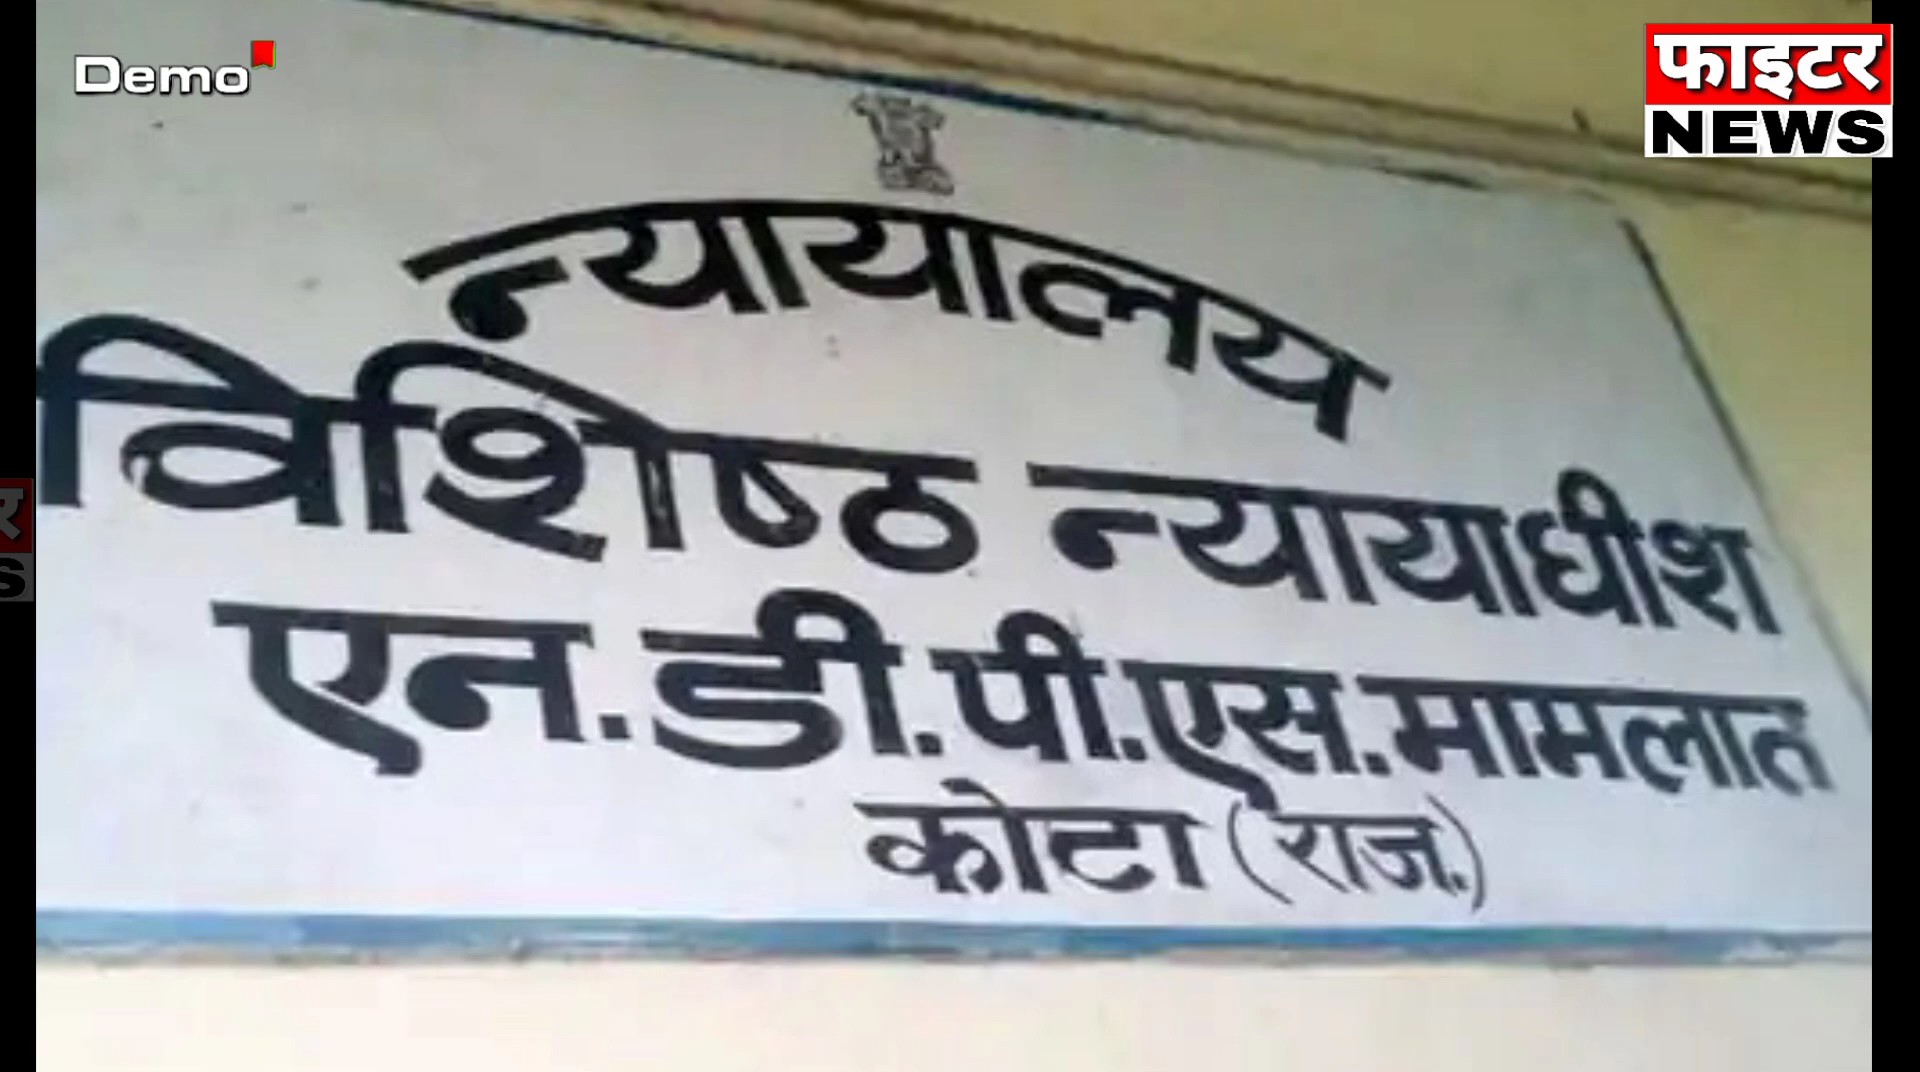 Demo
फाइटर
NEWS
न्यायालय
विशिष्ठ न्यायाधीश
एन.डी.पी.एस.मामलात
कोटा (राज.)
र
S